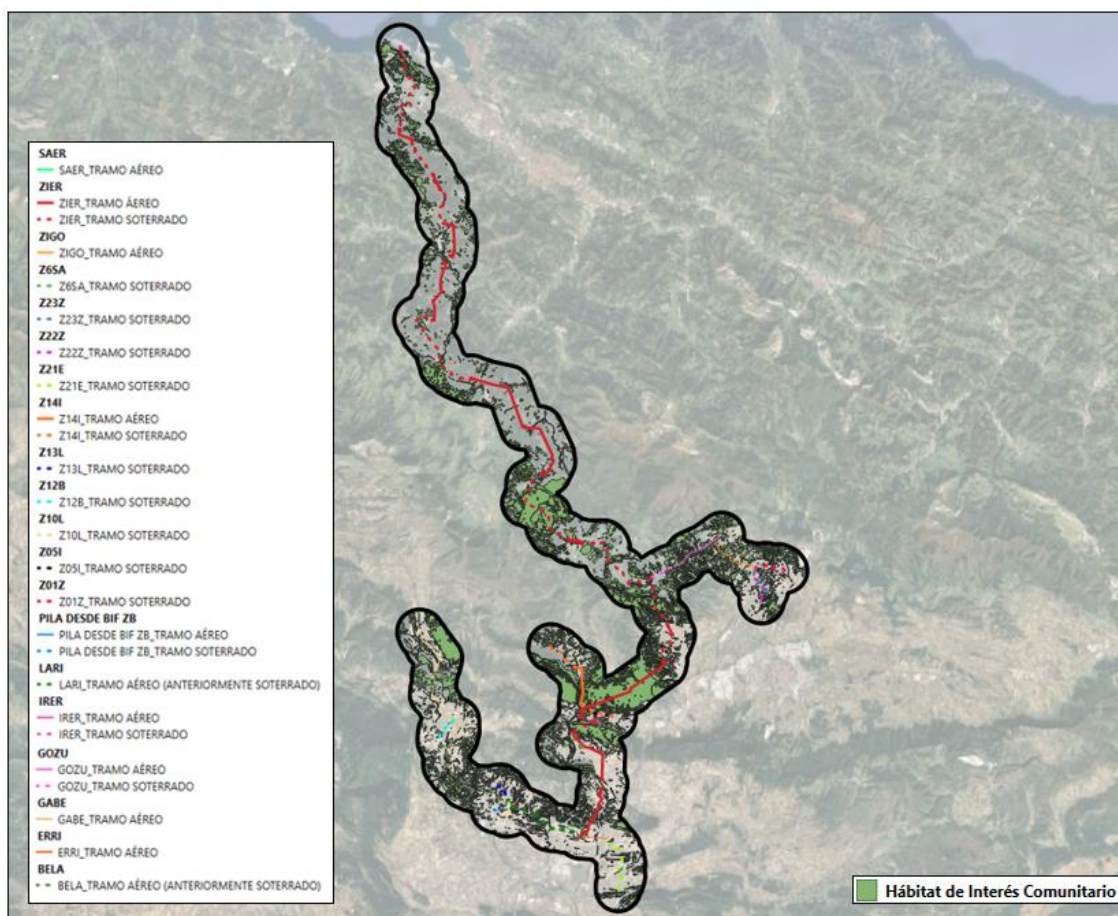 SAER
SAER_TRAMO AÉREO
ZIER
ZIER_TRAMO ÁEREO
ZIER_TRAMO SOTERRADO
ZIGO
ZIGO_TRAMO AÉREO
Z6SA
Z6SA_TRAMO SOTERRADO
Z23Z
Z23Z_TRAMO SOTERRADO
Z22Z
Z22Z_TRAMO SOTERRADO
Z21E
Z21E_TRAMO SOTERRADO
Z14I
Z14I_TRAMO AÉREO
Z14I_TRAMO SOTERRADO
Z13L
Z13L_TRAMO SOTERRADO
Z12B
Z12B_TRAMO SOTERRADO
Z10L
Z10L_TRAMO SOTERRADO
Z05I
Z05I_TRAMO SOTERRADO
Z01Z
Z01Z_TRAMO SOTERRADO
PILA DESDE BIF ZB
PILA DESDE BIF ZB_TRAMO AÉREO
PILA DESDE BIF ZB_TRAMO SOTERRADO
LARI
LARI_TRAMO AÉREO (ANTERIORMENTE SOTERRADO)
IRER
IRER_TRAMO AÉREO
IRER_TRAMO SOTERRADO
GOZU
GOZU_TRAMO AÉREO
GOZU_TRAMO SOTERRADO
GABE
GABE_TRAMO AÉREO
ERRI
ERRI_TRAMO AÉREO
BELA
BELA_TRAMO AÉREO (ANTERIORMENTE SOTERRADO)
Hábitat de Interés Comunitario